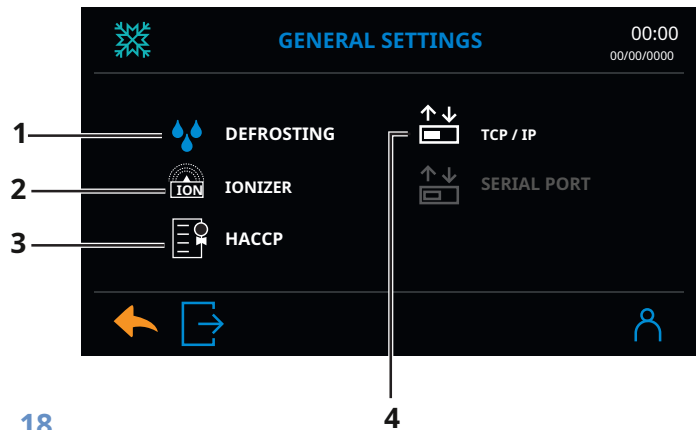 GENERAL SETTINGS
00:00
00/00/0000
1
DEFROSTING
TCP / IP
2
ION
IONIZER
SERIAL PORT
3
HACCP
4
18